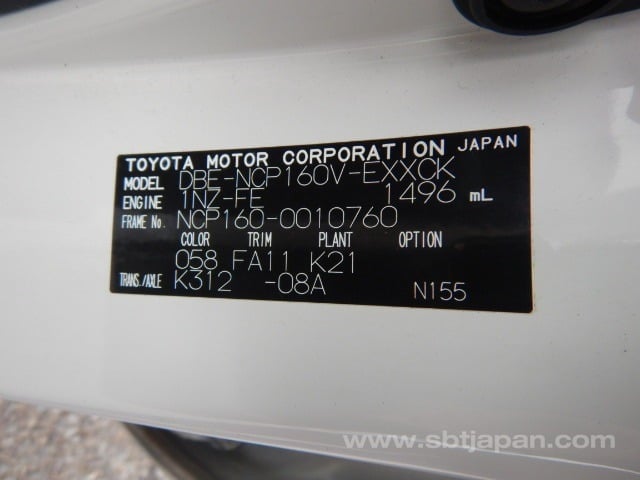 TOYOTA MOTOR CORPORATION JAPAN
MODEL DBE-NCP160V-EXXCK
ENGINE 1NZ-FE 1496 mL
FRAME No. NCP160-0010760
COLOR TRIM PLANT OPTION
058 FA11 K21
TRANS./AXLE K312 -08A N155
www.sbtjapan.com